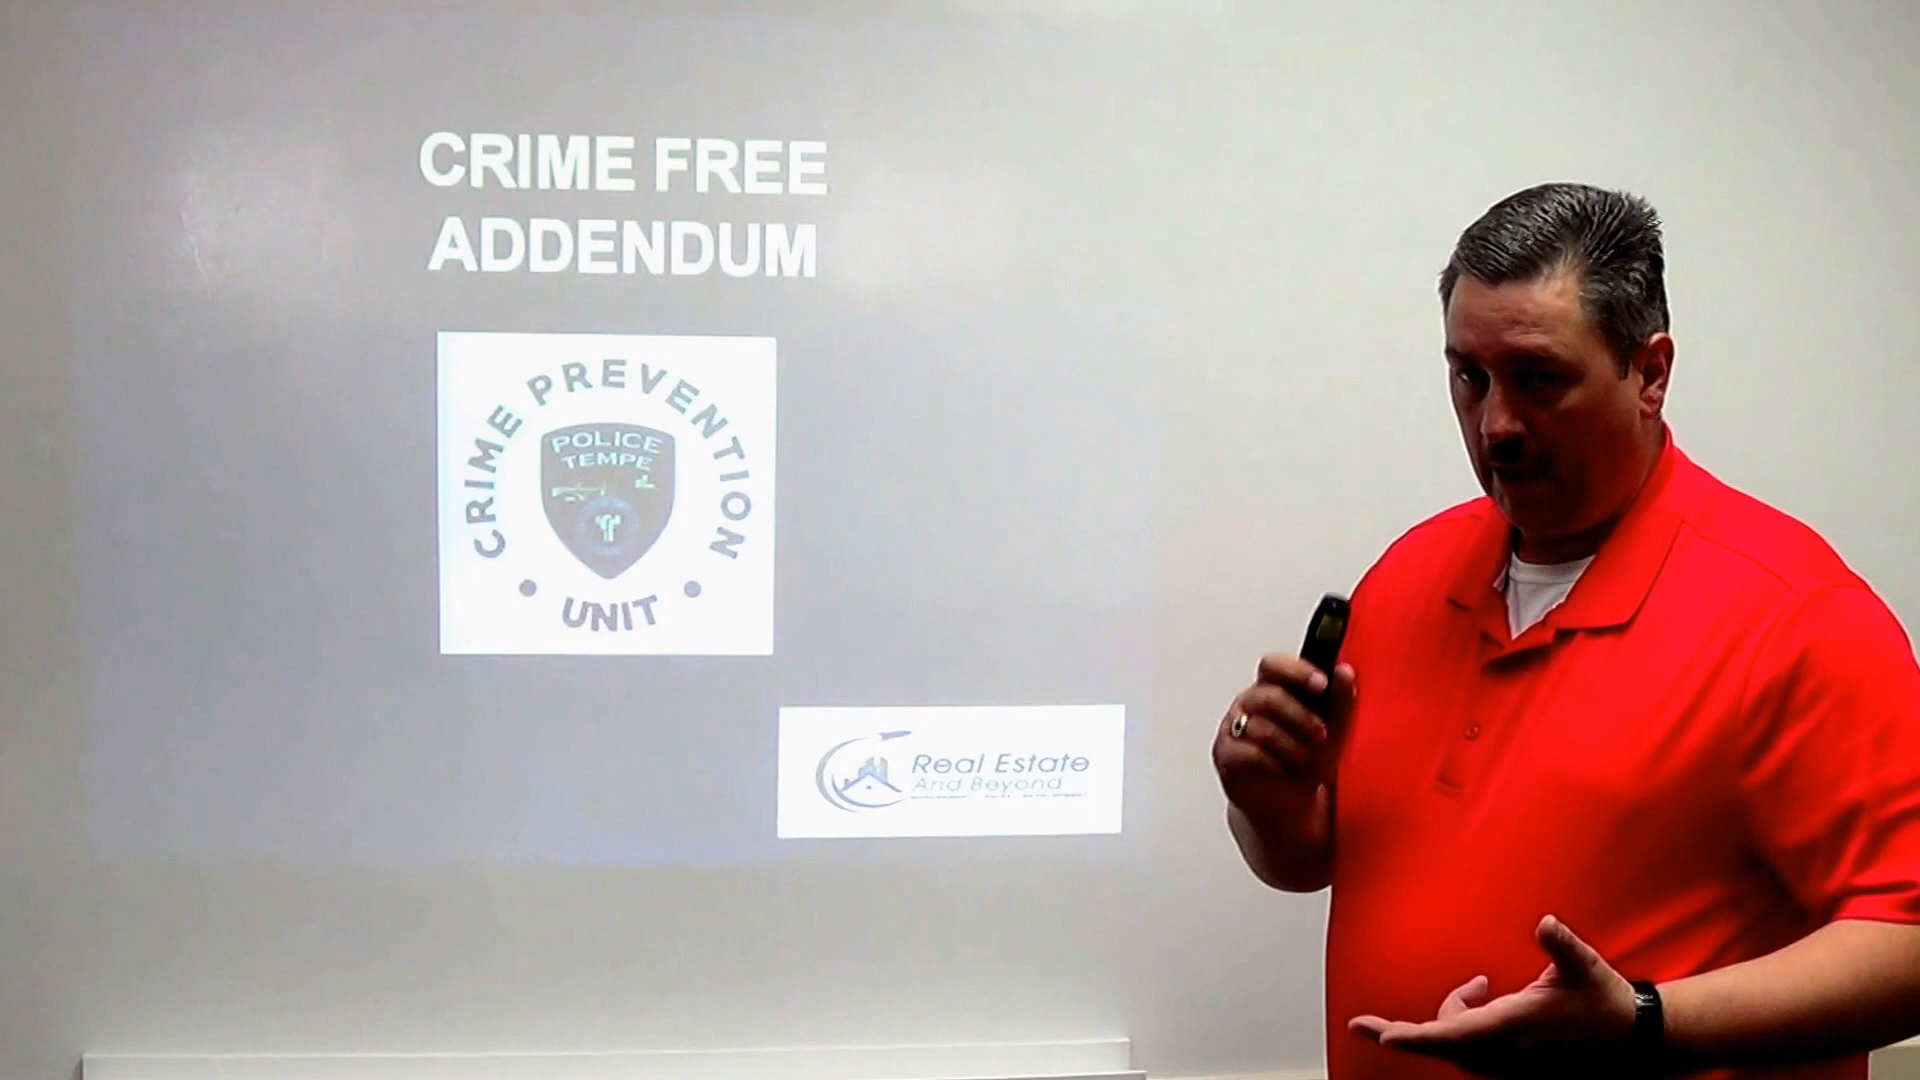 CRIME FREE
ADDENDUM
CRIME PREVENTION
POLICE
TEMPE
UNIT
Real Estate
And Beyond